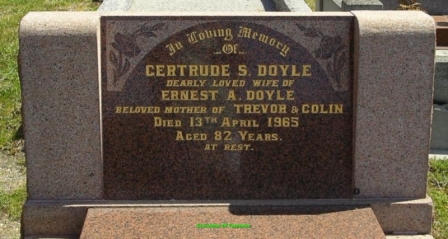 In Loving Memory
Of
GERTRUDE S. DOYLE
DEARLY LOVED WIFE OF
ERNEST A. DOYLE
BELOVED MOTHER OF TREVOR & COLIN
DIED 13TH APRIL 1965
AGED 82 YEARS.
AT REST.